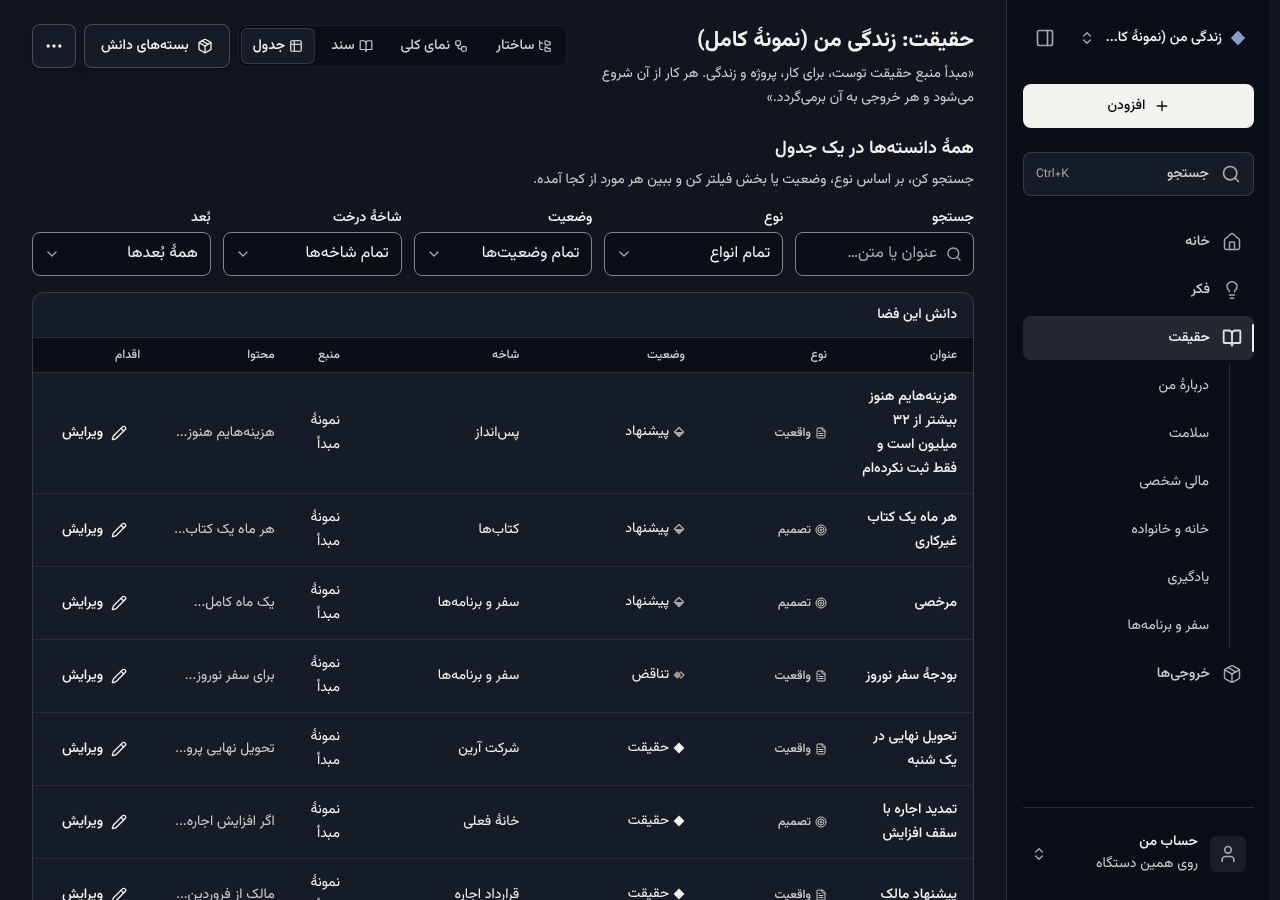 زندگی من (نمونهٔ کا...
افزودن
جستجو Ctrl+K
خانه
فکر
حقیقت
دربارهٔ من
سلامت
مالی شخصی
خانه و خانواده
یادگیری
سفر و برنامه‌ها
خروجی‌ها
حساب من
روی همین دستگاه
حقیقت: زندگی من (نمونهٔ کامل)
«مبدأ منبع حقیقت توست، برای کار، پروژه و زندگی. هر کار از آن شروع
می‌شود و هر خروجی به آن برمی‌گردد.»
ساختار نمای کلی سند جدول
بسته‌های دانش
همهٔ دانسته‌ها در یک جدول
جستجو کن، بر اساس نوع، وضعیت یا بخش فیلتر کن و ببین هر مورد از کجا آمده.
جستجو نوع وضعیت شاخهٔ درخت بُعد
عنوان یا متن... تمام انواع تمام وضعیت‌ها تمام شاخه‌ها همهٔ بُعدها
دانش این فضا
عنوان نوع وضعیت شاخه منبع محتوا اقدام
هزینه‌هایم هنوز
بیشتر از ۳۲
میلیون است و
فقط ثبت نکرده‌ام
واقعیت پیشنهاد پس‌انداز
نمونهٔ
مبدأ
هزینه‌هایم هنوز... ویرایش
هر ماه یک کتاب
غیرکاری
تصمیم پیشنهاد کتاب‌ها
نمونهٔ
مبدأ
هر ماه یک کتاب... ویرایش
مرخصی تصمیم پیشنهاد سفر و برنامه‌ها
نمونهٔ
مبدأ
یک ماه کامل... ویرایش
بودجهٔ سفر نوروز واقعیت تناقض سفر و برنامه‌ها
نمونهٔ
مبدأ
برای سفر نوروز... ویرایش
تحویل نهایی در
یک شنبه
واقعیت حقیقت شرکت آرین
نمونهٔ
مبدأ
تحویل نهایی پرو... ویرایش
تمدید اجاره با
سقف افزایش
تصمیم حقیقت خانهٔ فعلی
نمونهٔ
مبدأ
اگر افزایش اجاره... ویرایش
پیشنهاد مالک واقعیت حقیقت قرارداد اجاره
نمونهٔ
مالک از فروردین... ویرایش